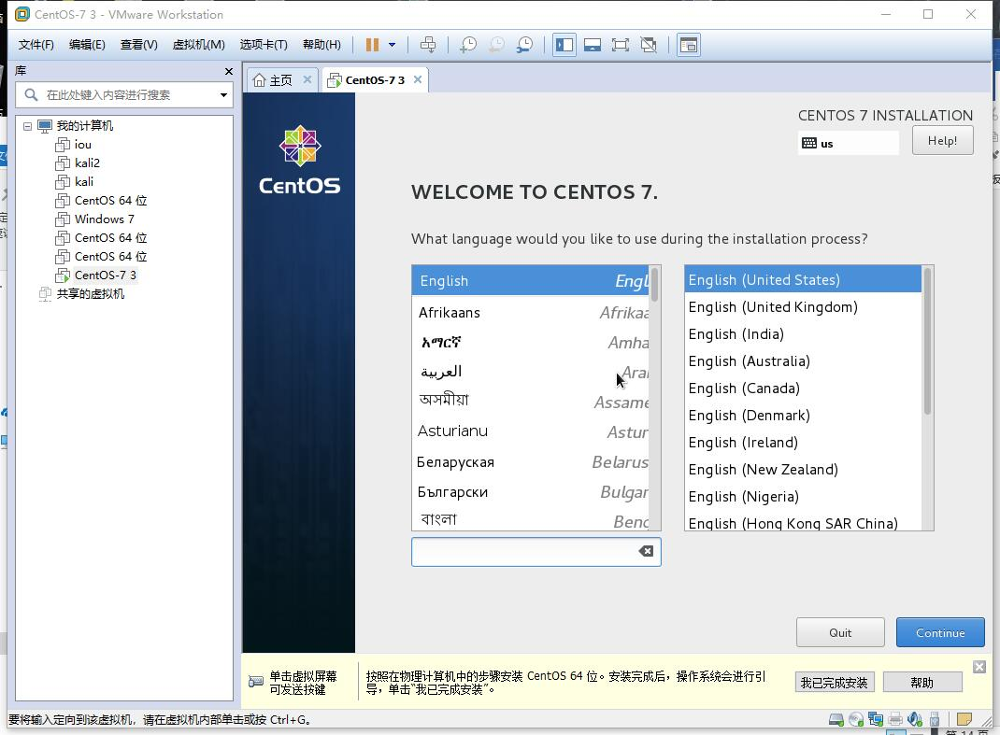 CentOS-7 3 - VMware Workstation
文件(F) 编辑(E) 查看(V) 虚拟机(M) 选项卡(T) 帮助(H)
库
在此处键入内容进行搜索
我的计算机
iou
kali2
kali
CentOS 64 位
Windows 7
CentOS 64 位
CentOS 64 位
CentOS-7 3
共享的虚拟机
主页
CentOS-7 3
CentOS
CENTOS 7 INSTALLATION
us
Help!
WELCOME TO CENTOS 7.
What language would you like to use during the installation process?
English Engl
Afrikaans Afrikaa
አማርኛ Amha
العربية Ara
অসমীয়া Assame
Asturianu Astur
Беларуская Belarus
Български Bulgar
বাংলা Beng
English (United States)
English (United Kingdom)
English (India)
English (Australia)
English (Canada)
English (Denmark)
English (Ireland)
English (New Zealand)
English (Nigeria)
English (Hong Kong SAR China)
Quit
Continue
单击虚拟屏幕
可发送按键
按照在物理计算机中的步骤安装 CentOS 64 位。安装完成后，操作系统会进行引
导，单击“我已完成安装”。
我已完成安装
帮助
要将输入定向到该虚拟机，请在虚拟机内部单击或按 Ctrl+G。